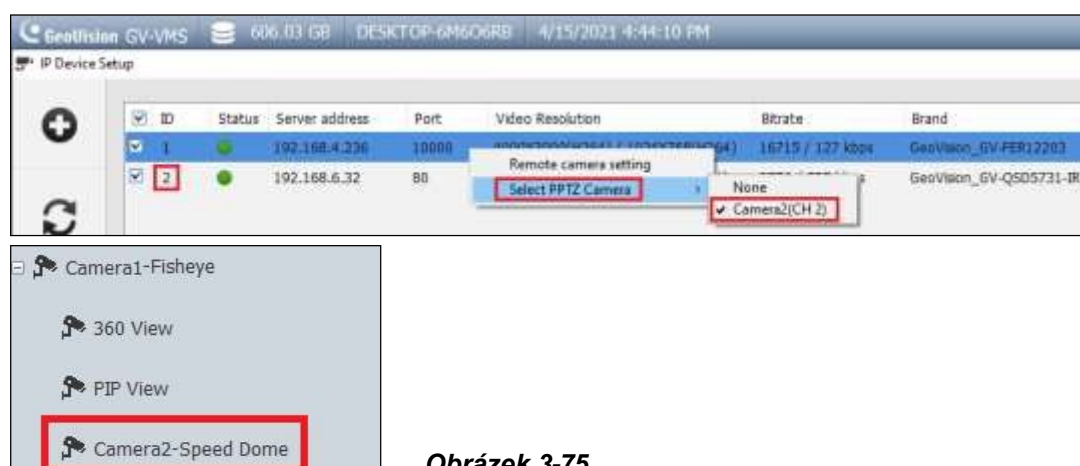 GeoVision GV-VMS 606.03 GB DESKTOP-6M6O6RB 4/15/2021 4:44:10 PM
IP Device Setup
ID Status Server address Port Video Resolution Bitrate Brand
1 192.168.4.236 10000 16715 / 127 kbps GeoVision_GV-FER12203
Remote camera setting
2 192.168.6.32 80 GeoVision_GV-QSD5731-IR
Select PPTZ Camera
None
Camera2(CH 2)
Camera1-Fisheye
360 View
PIP View
Camera2-Speed Dome
Obrázek 3-75